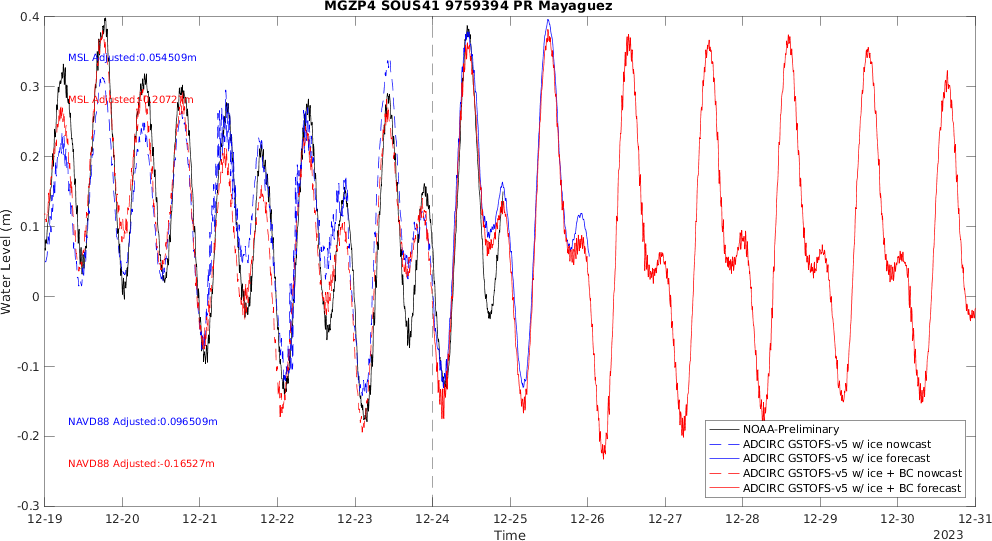 MGZP4 SOUS41 9759394 PR Mayaguez
Water Level (m)
0.4
0.3
0.2
0.1
0
-0.1
-0.2
-0.3
MSL Adjusted:0.054509m
MSL
NAVD88 Adjusted:0.096509m
NAVD88 Adjusted:-0.16527m
NOAA-Preliminary
ADCIRC GSTOFS-v5 w/ ice nowcast
ADCIRC GSTOFS-v5 w/ ice forecast
ADCIRC GSTOFS-v5 w/ ice + BC nowcast
ADCIRC GSTOFS-v5 w/ ice + BC forecast
12-19 12-20 12-21 12-22 12-23 12-24 12-25 12-26 12-27 12-28 12-29 12-30 12-31
Time
2023